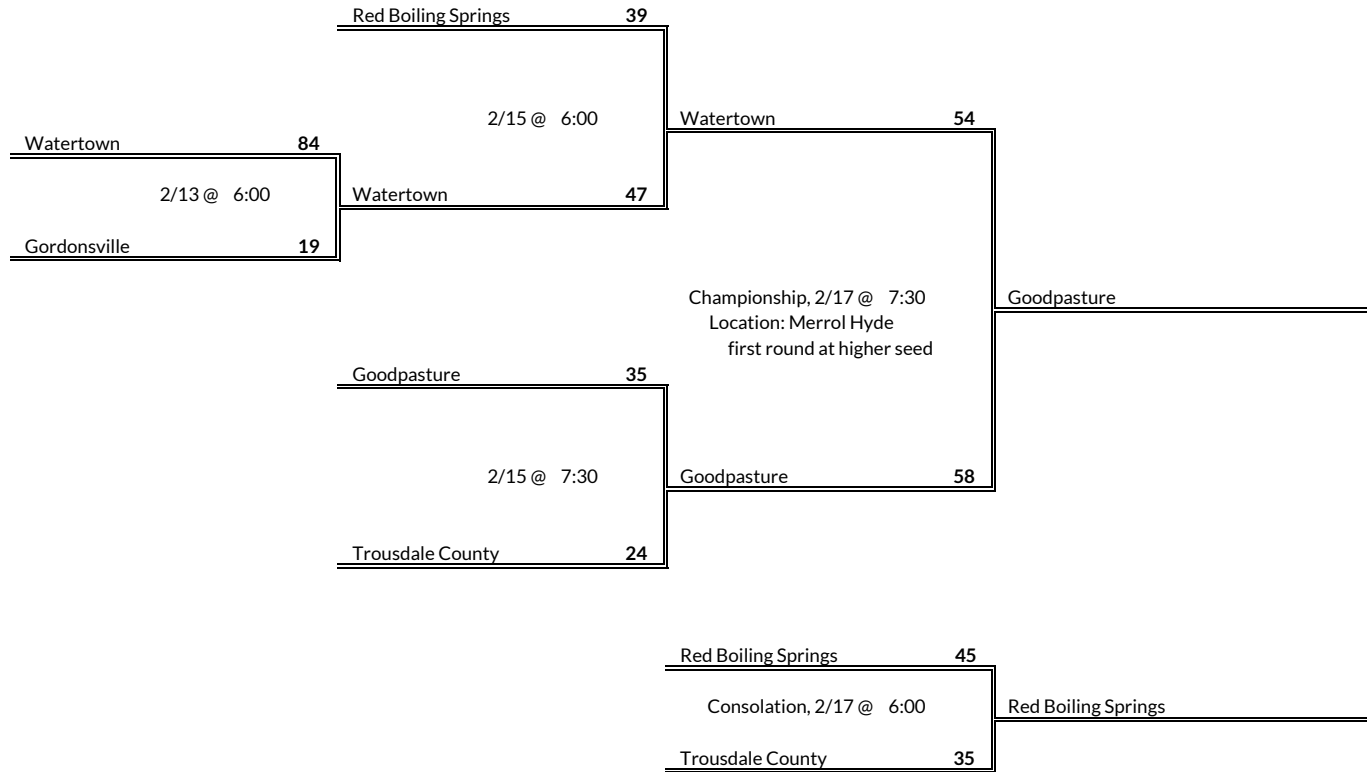 Red Boiling Springs 39
2/15 @ 6:00 Watertown 54
Watertown 84
2/13 @ 6:00 Watertown 47
Gordonsville 19
Championship, 2/17 @ 7:30 Goodpasture
Location: Merrol Hyde
first round at higher seed
Goodpasture 35
2/15 @ 7:30 Goodpasture 58
Trousdale County 24
Red Boiling Springs 45
Consolation, 2/17 @ 6:00 Red Boiling Springs
Trousdale County 35